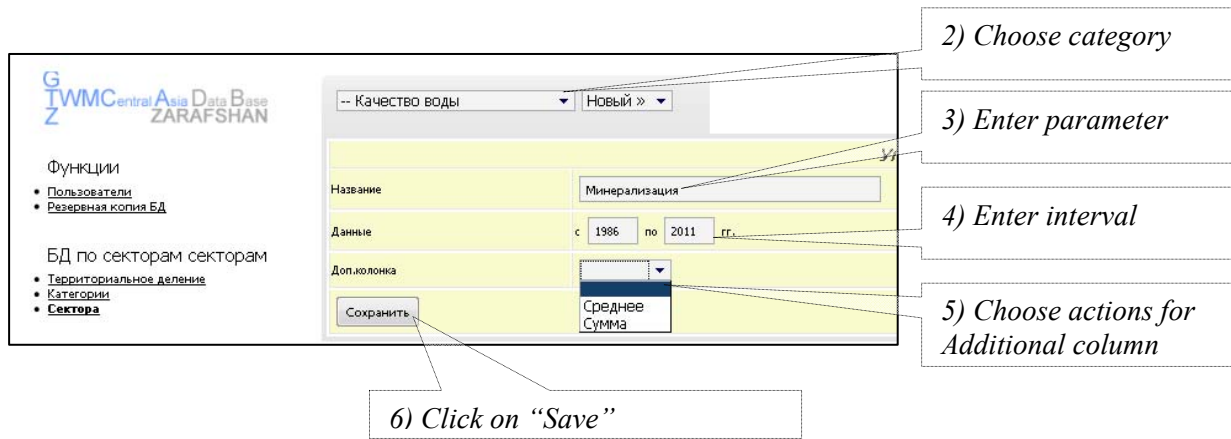 2) Choose category
G
TWMCentral Asia Data Base
Z ZARAFSHAN
-- Качество воды Новый »
3) Enter parameter
Функции
Пользователи
Резервная копия БД
Название Минерализация
4) Enter interval
Данные с 1986 по 2011 гг.
БД по секторам секторам
Территориальное деление
Категории
Сектора
Доп.колонка
Среднее
Сумма
5) Choose actions for
Additional column
Сохранить
6) Click on “Save”